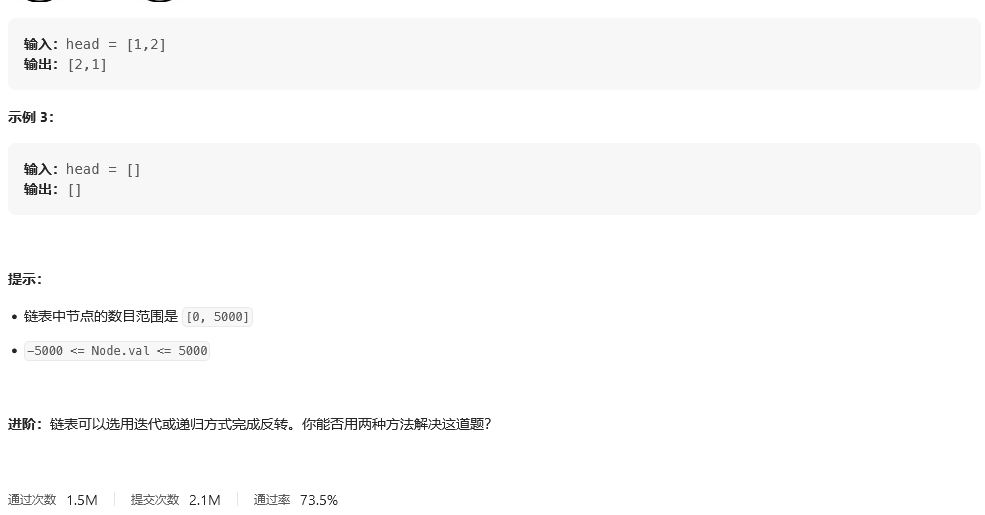 输入：head = [1,2]
输出：[2,1]
示例 3：
输入：head = []
输出：[]
提示：
• 链表中节点的数目范围是 [0, 5000]
• -5000 <= Node.val <= 5000
进阶：链表可以选用迭代或递归方式完成反转。你能否用两种方法解决这道题？
通过次数 1.5M 提交次数 2.1M 通过率 73.5%